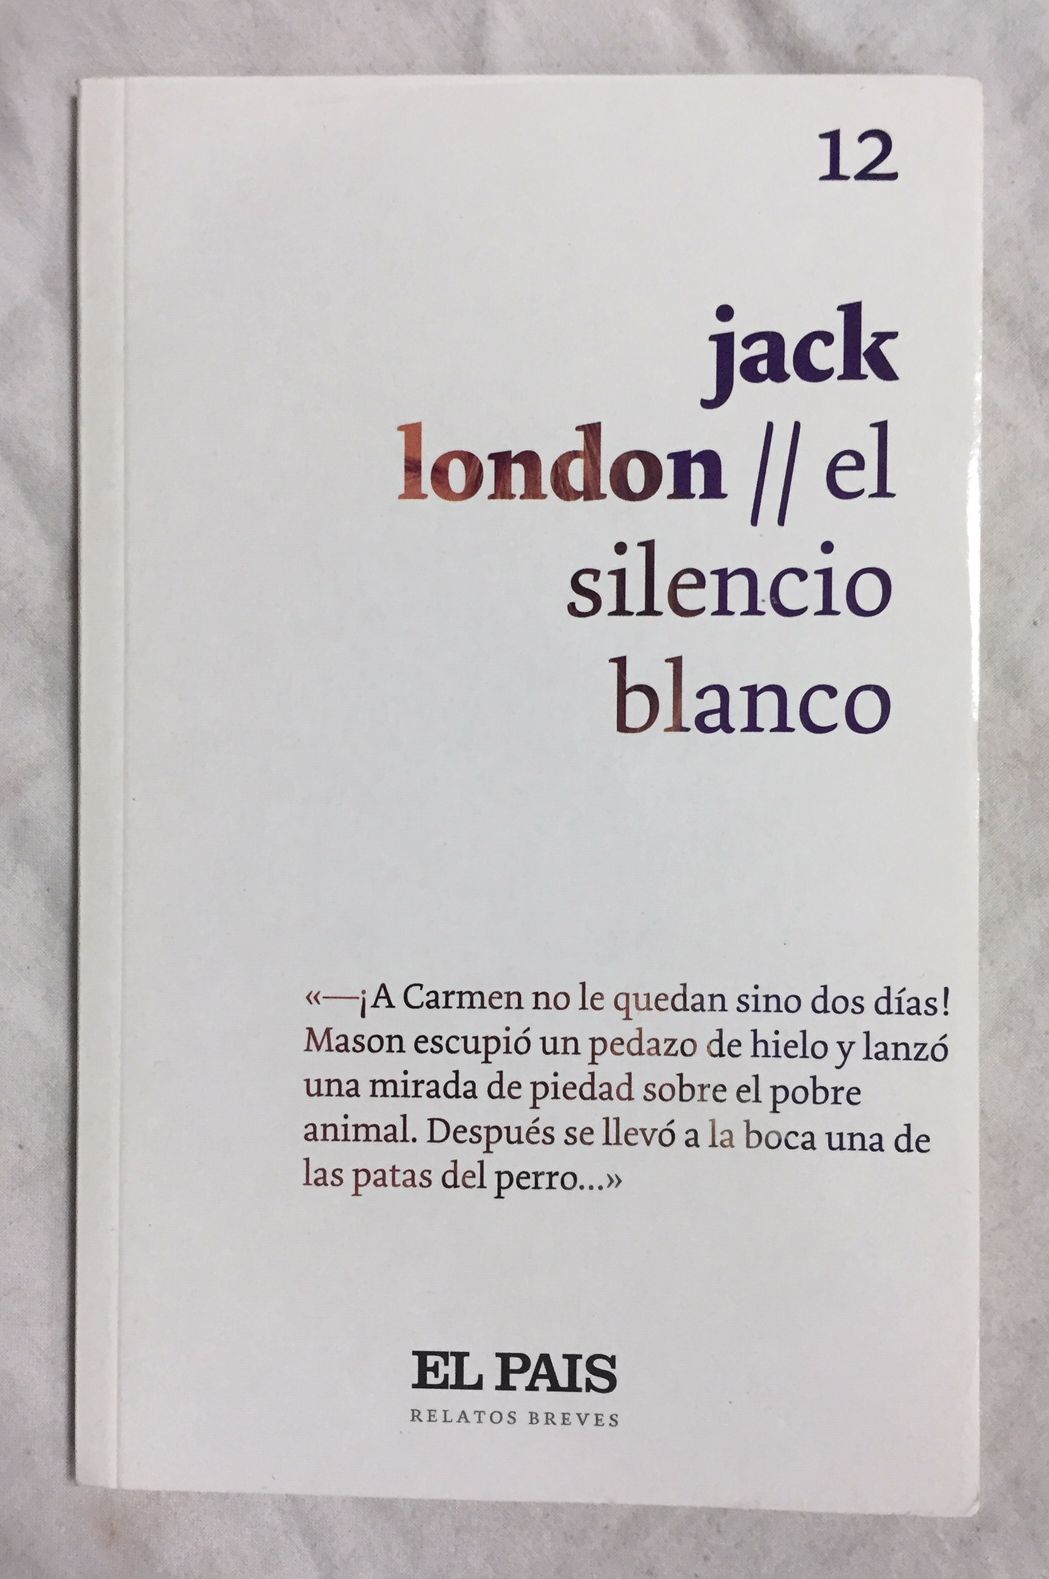 12
jack
london // el
silencio
blanco
«—¡A Carmen no le quedan sino dos días!
Mason escupió un pedazo de hielo y lanzó
una mirada de piedad sobre el pobre
animal. Después se llevó a la boca una de
las patas del perro...»
EL PAIS
RELATOS BREVES